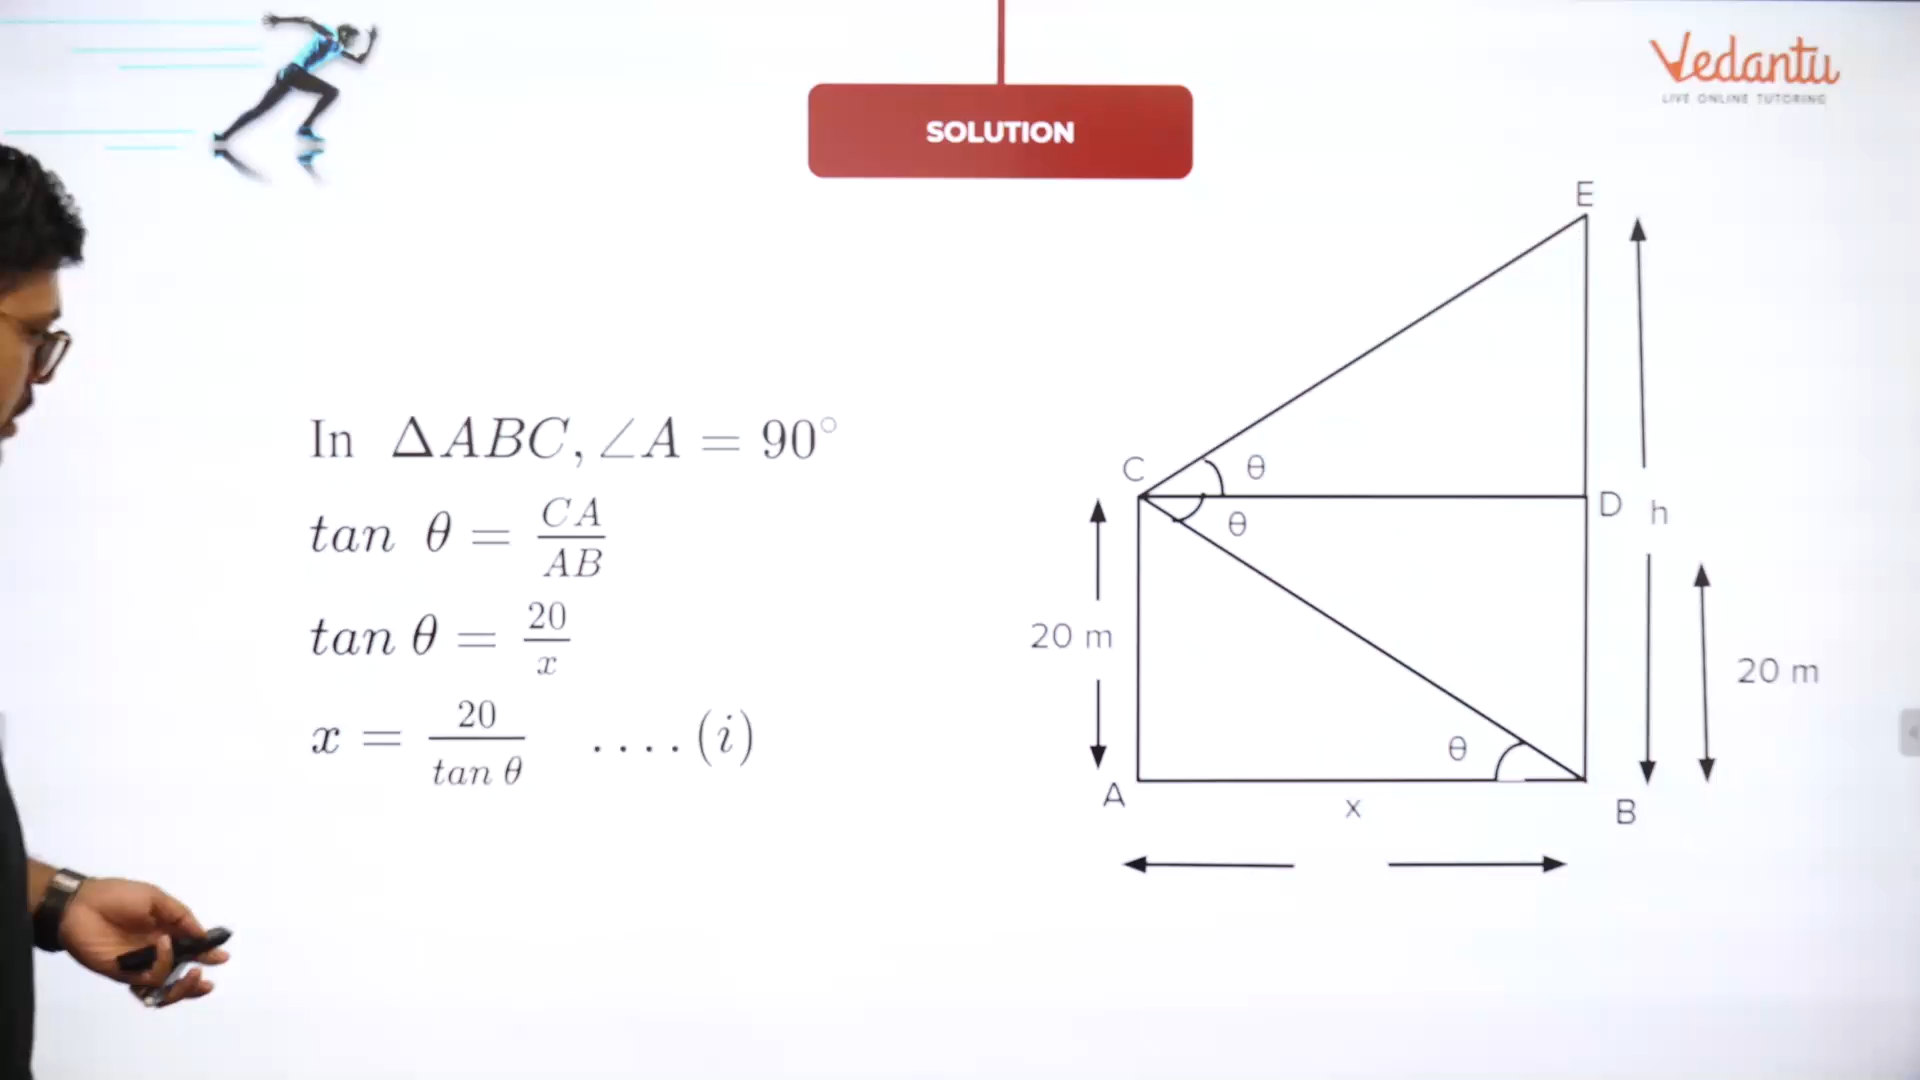 Vedantu
LIVE ONLINE TUTORING
SOLUTION
In ΔABC, ∠A = 90°
tan θ = CA/AB
tan θ = 20/x
x = 20/tan θ ....(i)
E
C
θ
D
h
θ
20 m
20 m
θ
A
x
B